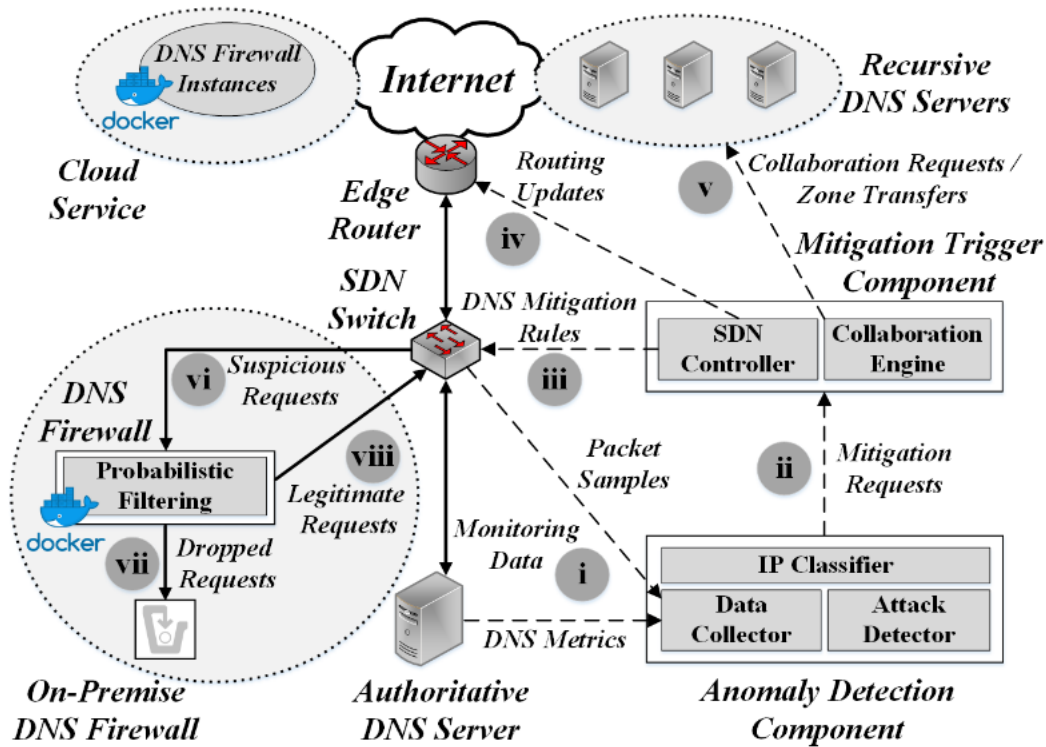 DNS Firewall
Instances
docker
Cloud
Service
Internet
Recursive
DNS Servers
Edge
Router
Routing
Updates
iv
v
Collaboration Requests /
Zone Transfers
Mitigation Trigger
Component
SDN
Controller
Collaboration
Engine
SDN
Switch
DNS Mitigation
Rules
iii
vi
Suspicious
Requests
DNS
Firewall
Probabilistic
Filtering
docker
viii
Legitimate
Requests
vii
Dropped
Requests
On-Premise
DNS Firewall
Packet
Samples
ii
Mitigation
Requests
Monitoring
Data
i
DNS Metrics
Authoritative
DNS Server
IP Classifier
Data
Collector
Attack
Detector
Anomaly Detection
Component